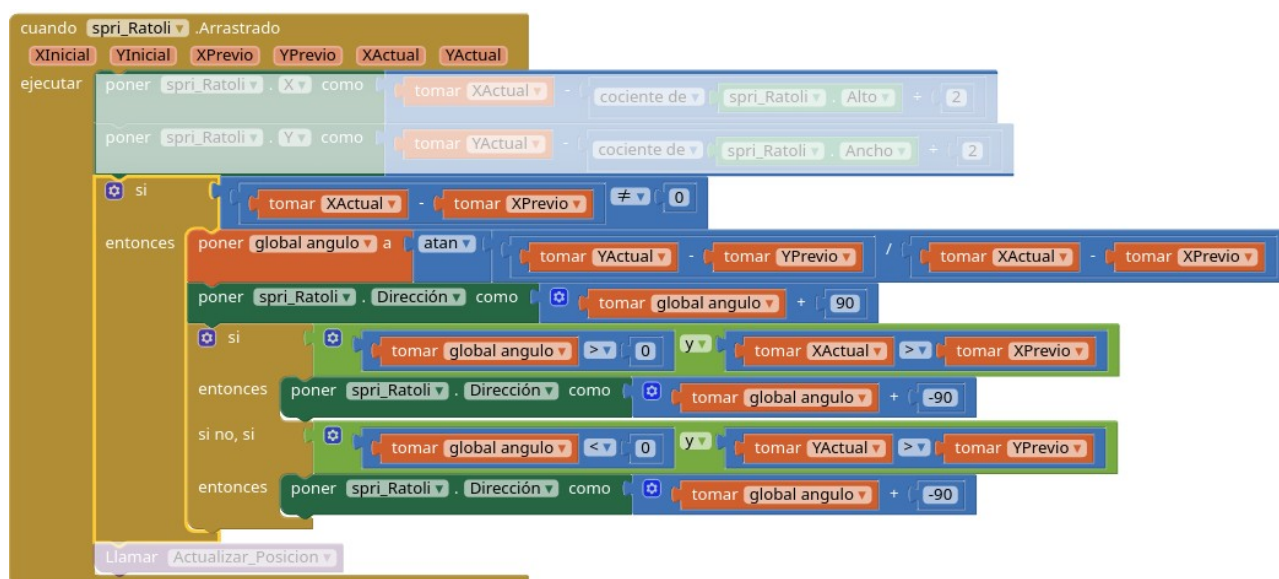 cuando spri_Ratoli .Arrastrado
XInicial YInicial XPrevio YPrevio XActual YActual
ejecutar poner spri_Ratoli . X como tomar XActual - cociente de spri_Ratoli . Alto ÷ 2
poner spri_Ratoli . Y como tomar YActual - cociente de spri_Ratoli . Ancho ÷ 2
si tomar XActual - tomar XPrevio ≠ 0
entonces poner global angulo a atan tomar YActual - tomar YPrevio / tomar XActual - tomar XPrevio
poner spri_Ratoli . Dirección como tomar global angulo + 90
si tomar global angulo > 0 y tomar XActual > tomar XPrevio
entonces poner spri_Ratoli . Dirección como tomar global angulo + -90
si no, si tomar global angulo < 0 y tomar YActual > tomar YPrevio
entonces poner spri_Ratoli . Dirección como tomar global angulo + -90
Llamar Actualizar_Posicion